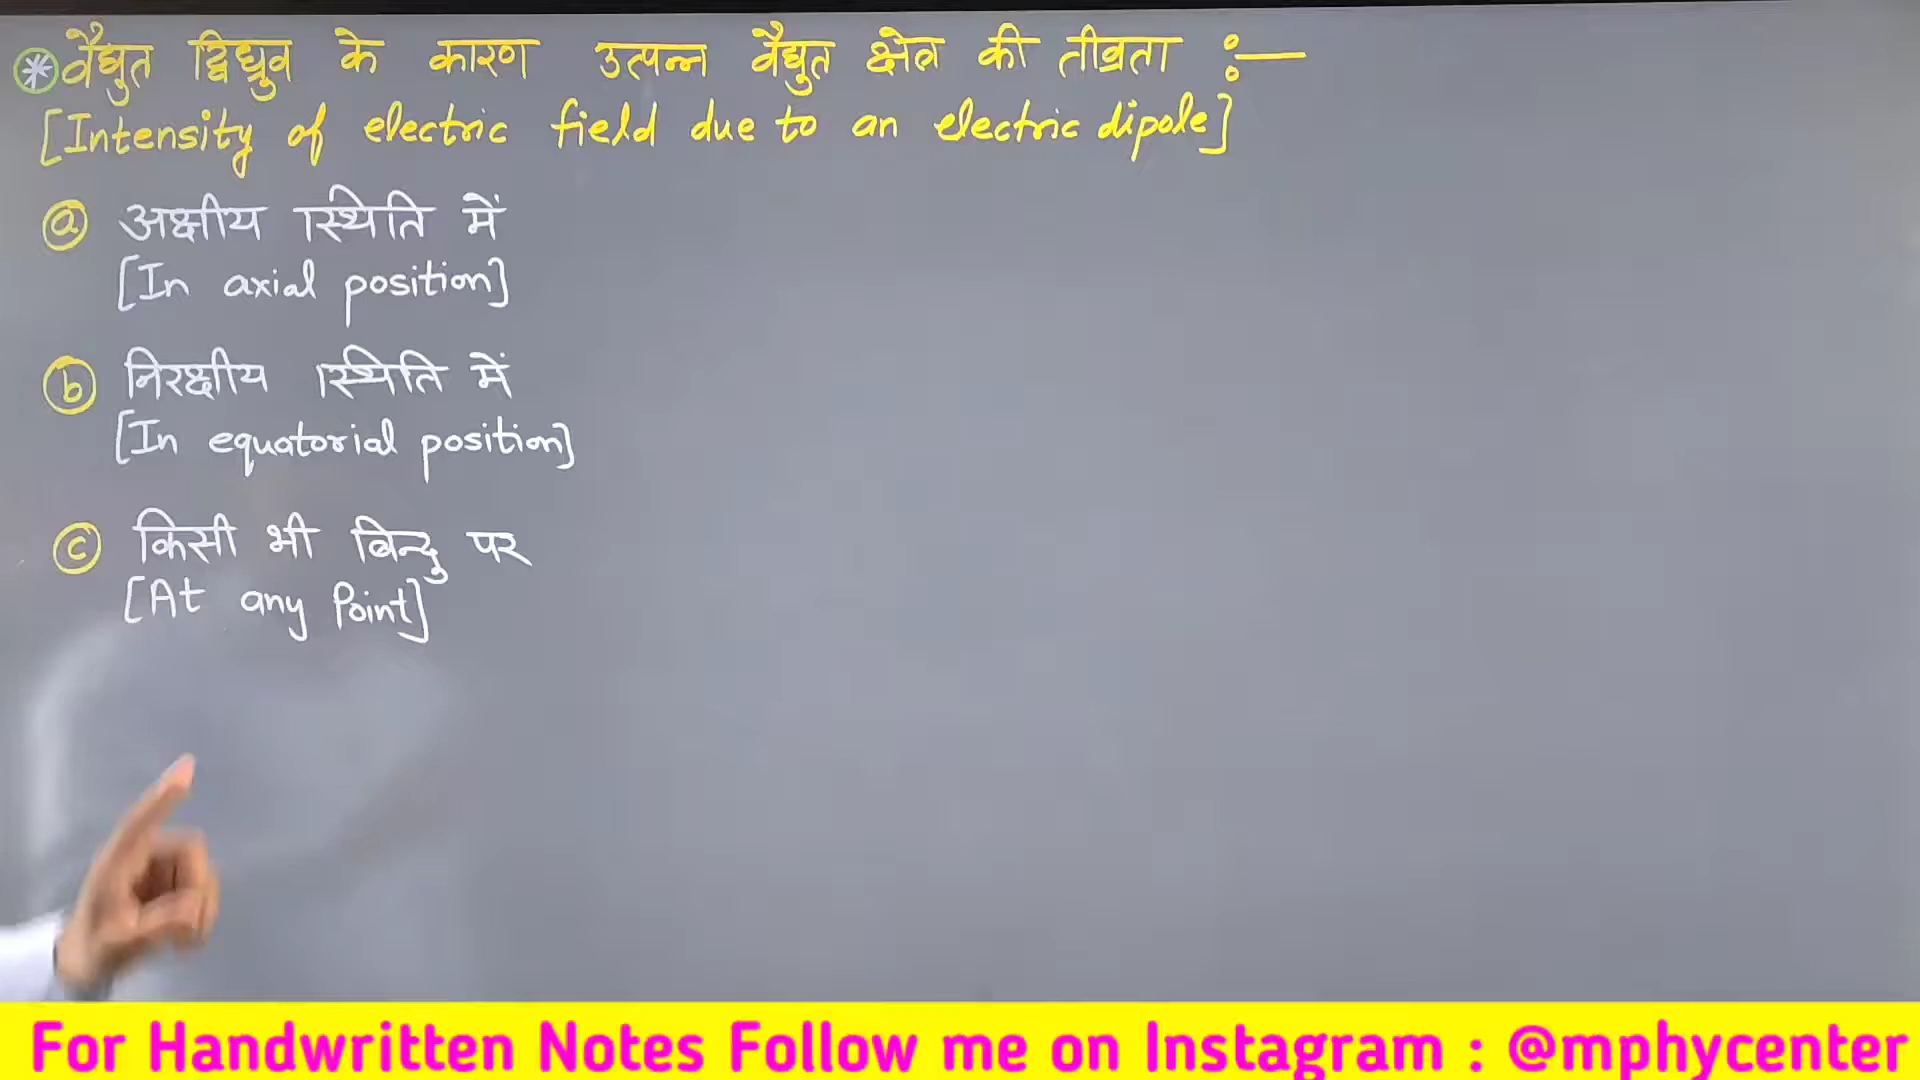 * वैद्युत द्विध्रुव के कारण उत्पन्न वैद्युत क्षेत्र की तीव्रता :—
[Intensity of electric field due to an electric dipole]
(a) अक्षीय स्थिति में
[In axial position]
(b) निरक्षीय स्थिति में
[In equatorial position]
(c) किसी भी बिन्दु पर
[At any Point]
For Handwritten Notes Follow me on Instagram : @mphycenter